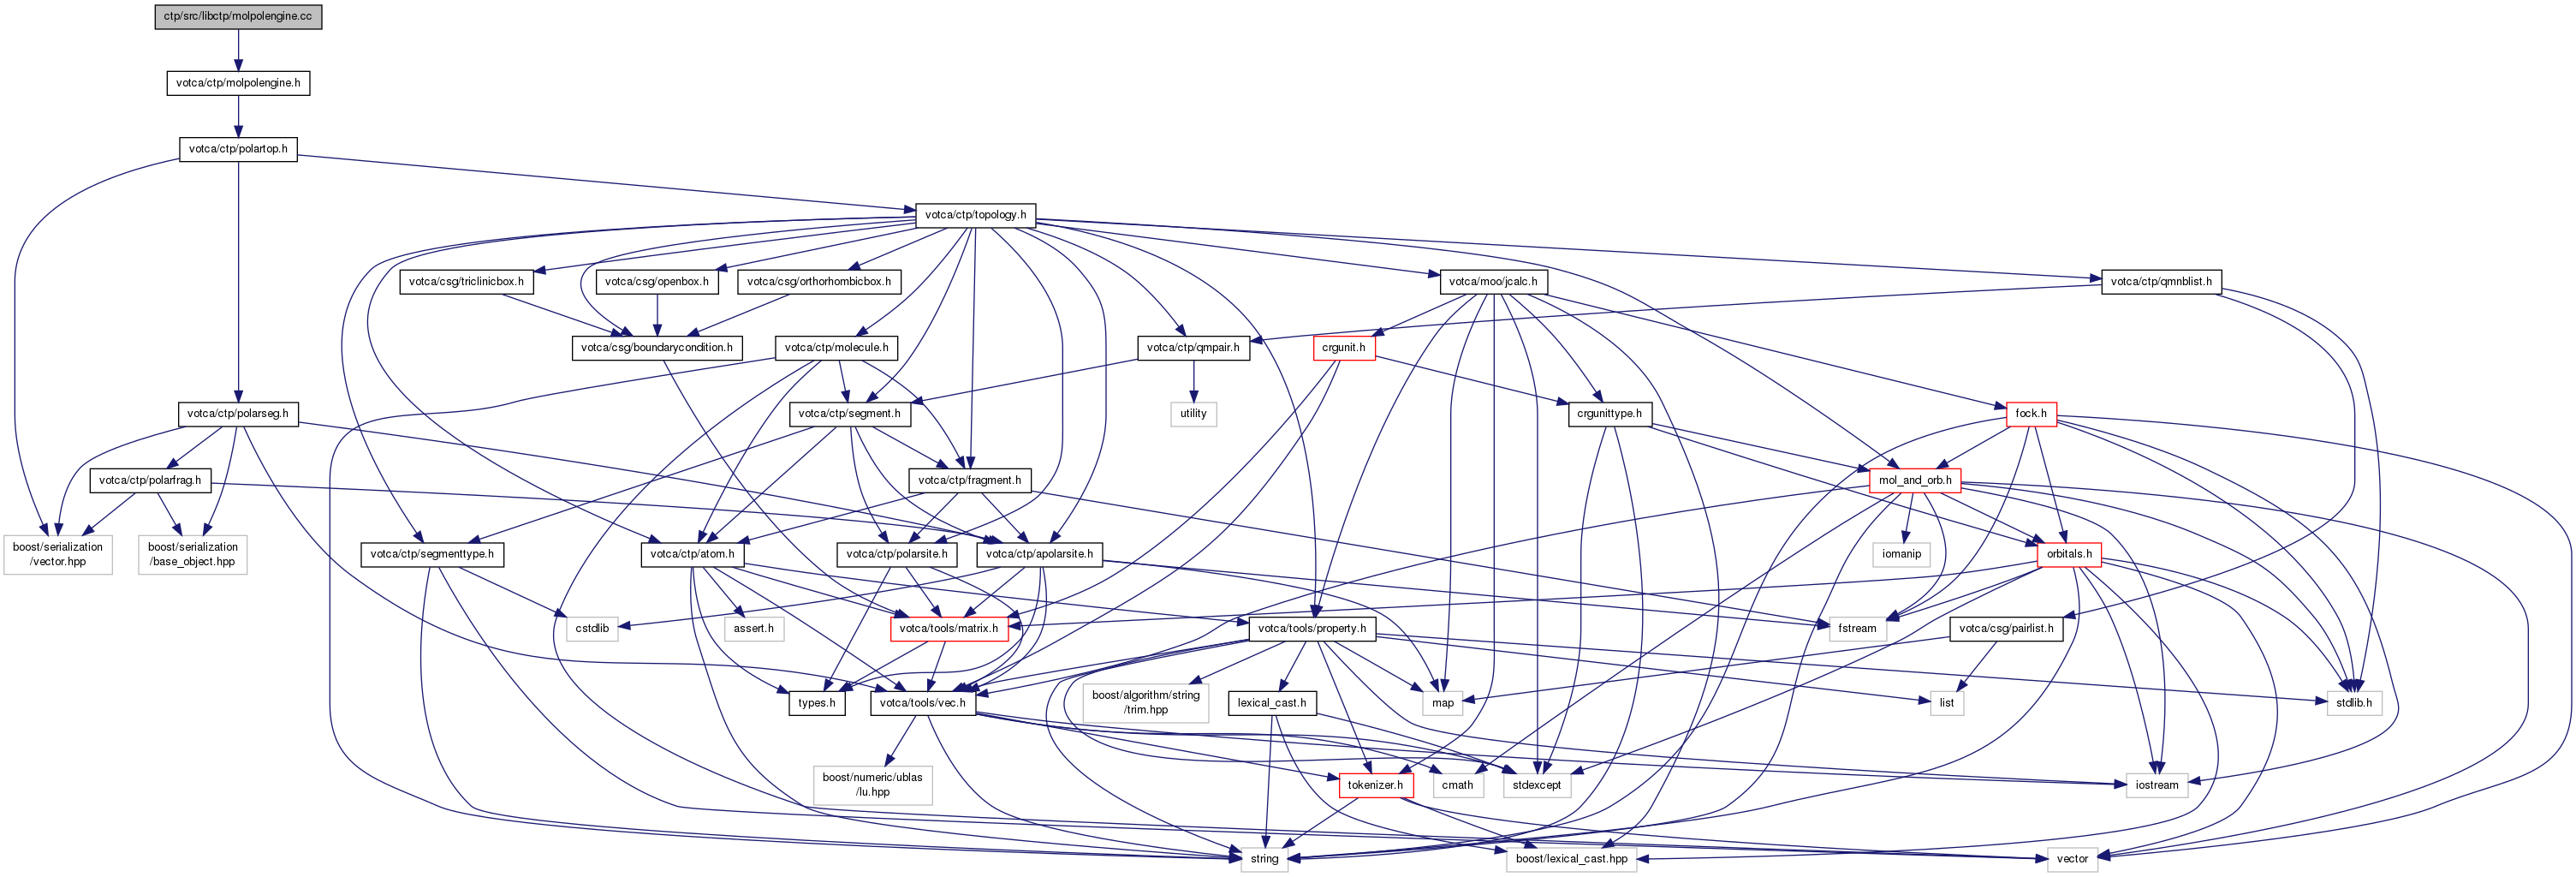 ctp/src/libctp/molpolengine.cc
votca/ctp/molpolengine.h
votca/ctp/polartop.h
votca/ctp/topology.h
votca/csg/triclinicbox.h
votca/csg/openbox.h
votca/csg/orthorhombicbox.h
votca/moo/jcalc.h
votca/ctp/qmnblist.h
votca/csg/boundarycondition.h
votca/ctp/molecule.h
votca/ctp/qmpair.h
crgunit.h
votca/ctp/polarseg.h
votca/ctp/segment.h
utility
crgunittype.h
fock.h
votca/ctp/polarfrag.h
votca/ctp/fragment.h
mol_and_orb.h
boost/serialization
/vector.hpp
boost/serialization
/base_object.hpp
votca/ctp/segmenttype.h
votca/ctp/atom.h
votca/ctp/polarsite.h
votca/ctp/apolarsite.h
iomanip
orbitals.h
cstdlib
assert.h
votca/tools/matrix.h
votca/tools/property.h
fstream
votca/csg/pairlist.h
types.h
votca/tools/vec.h
boost/algorithm/string
/trim.hpp
lexical_cast.h
map
list
stdlib.h
boost/numeric/ublas
/lu.hpp
tokenizer.h
cmath
stdexcept
iostream
string
boost/lexical_cast.hpp
vector